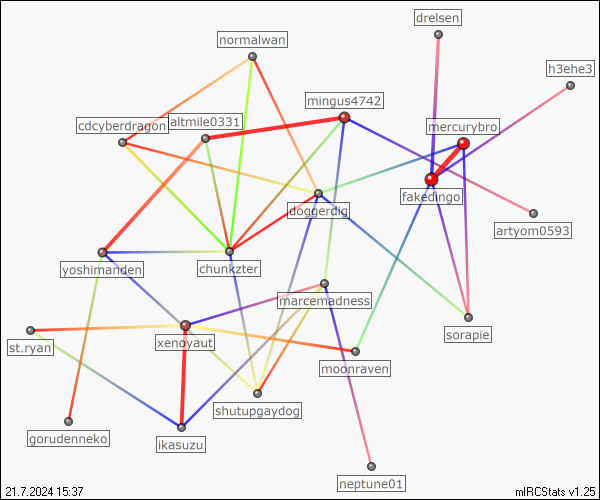 drelsen
normalwan
h3ehe3
mingus4742
altmile0331
cdcyberdragon
mercurybro
fakedingo
doggerdig
artyom0593
yoshimanden
chunkzter
marcemadness
sorapie
xenoyaut
st.ryan
moonraven
shutupgaydog
gorudenneko
ikasuzu
neptune01
21.7.2024 15:37
mIRCStats v1.25